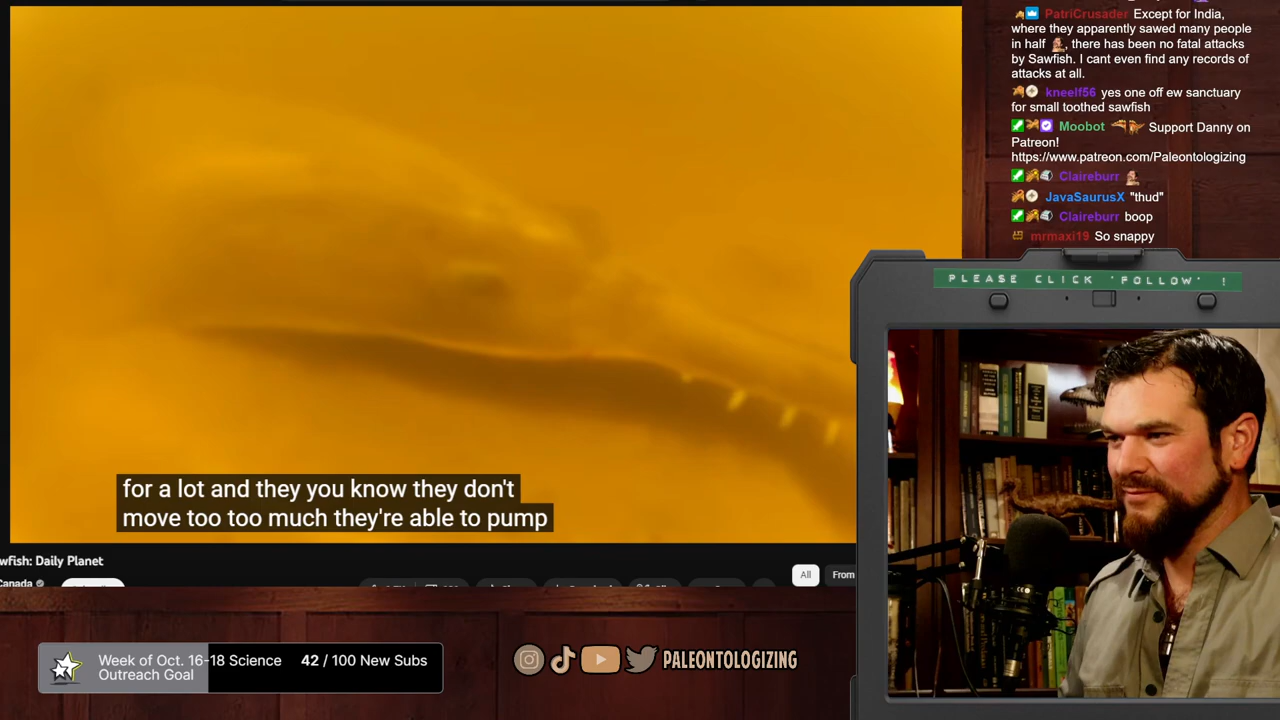 PatriCrusader Except for India,
where they apparently sawed many people
in half , there has been no fatal attacks
by Sawfish. I cant even find any records of
attacks at all.
kneelf56 yes one off ew sanctuary
for small toothed sawfish
Moobot Support Danny on
Patreon!
https://www.patreon.com/Paleontologizing
Claireburr
JavaSaurusX "thud"
Claireburr boop
mrmaxi19 So snappy
PLEASE CLICK 'FOLLOW' !
for a lot and they you know they don't
move too too much they're able to pump
wfish: Daily Planet
Canada
All
From
Week of Oct. 16-18 Science
Outreach Goal
42 / 100 New Subs
PALEONTOLOGIZING